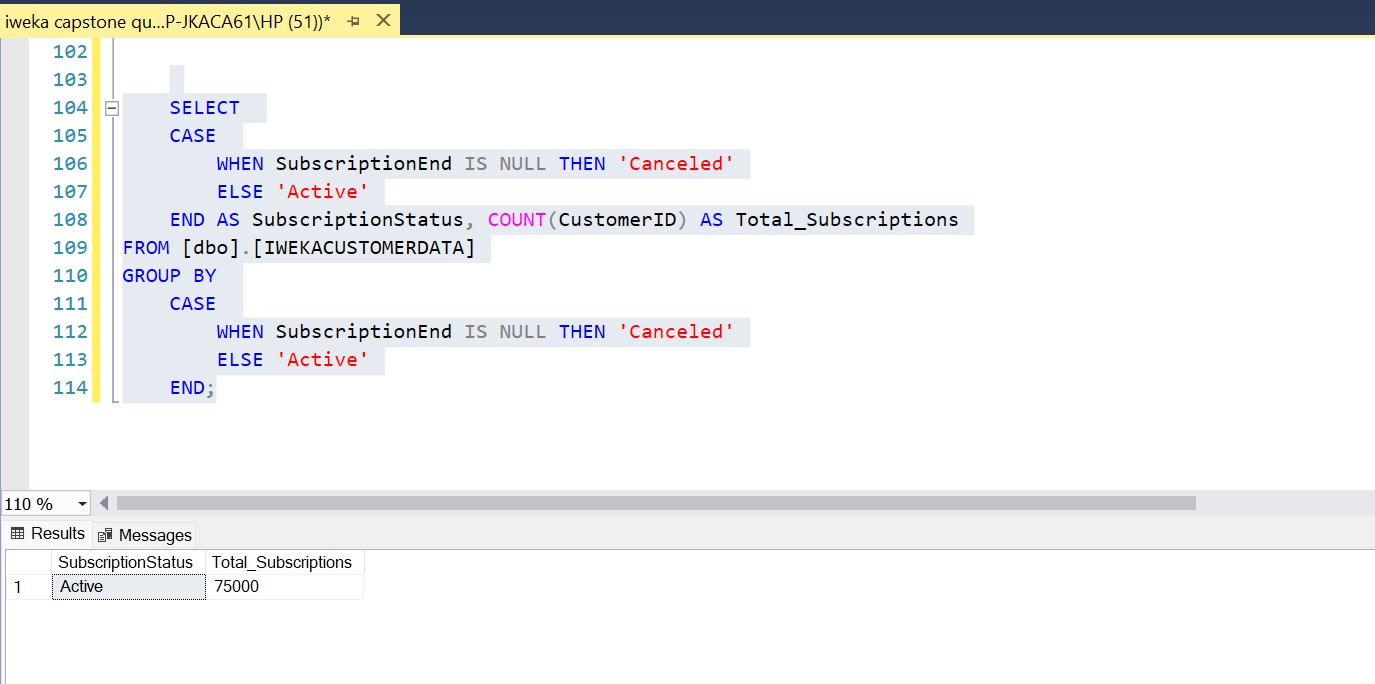 iweka capstone qu...P-JKACA61\HP (51))*
102
103
104 SELECT
105 CASE
106 WHEN SubscriptionEnd IS NULL THEN 'Canceled'
107 ELSE 'Active'
108 END AS SubscriptionStatus, COUNT(CustomerID) AS Total_Subscriptions
109 FROM [dbo].[IWEKACUSTOMERDATA]
110 GROUP BY
111 CASE
112 WHEN SubscriptionEnd IS NULL THEN 'Canceled'
113 ELSE 'Active'
114 END;
110 %
Results Messages
SubscriptionStatus Total_Subscriptions
1 Active 75000